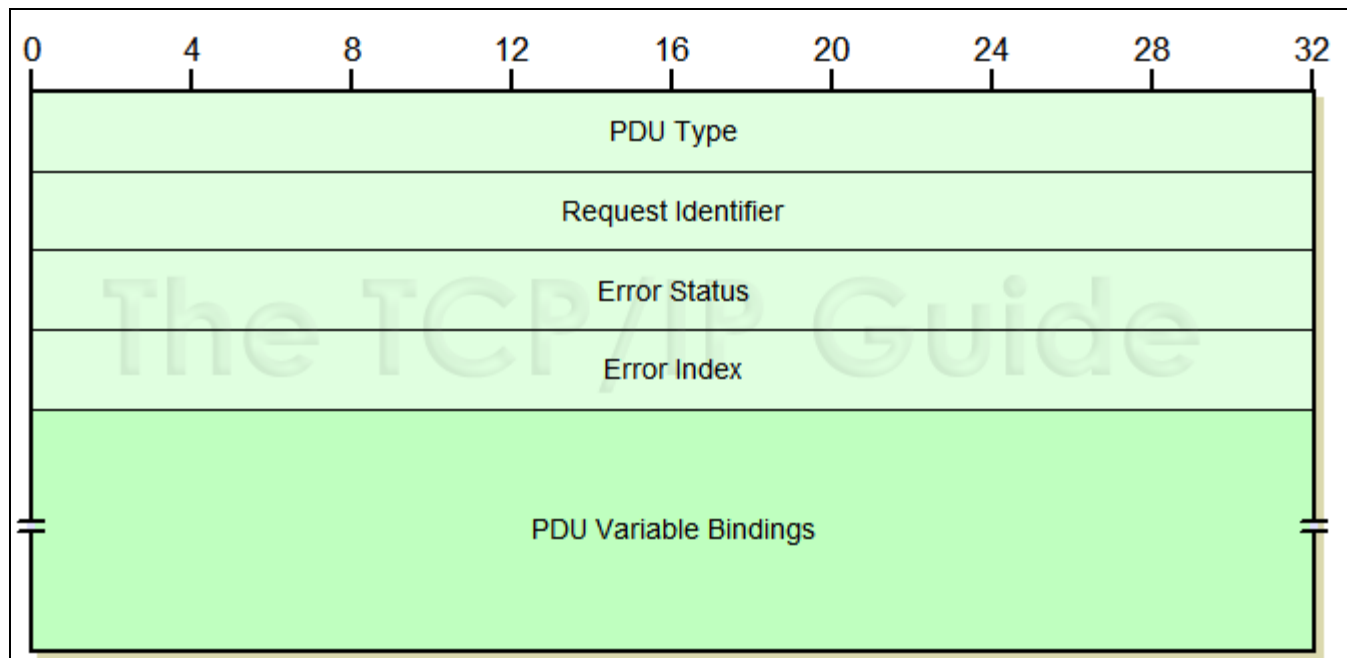 0 4 8 12 16 20 24 28 32
PDU Type
Request Identifier
Error Status
The TCP/IP Guide
Error Index
PDU Variable Bindings